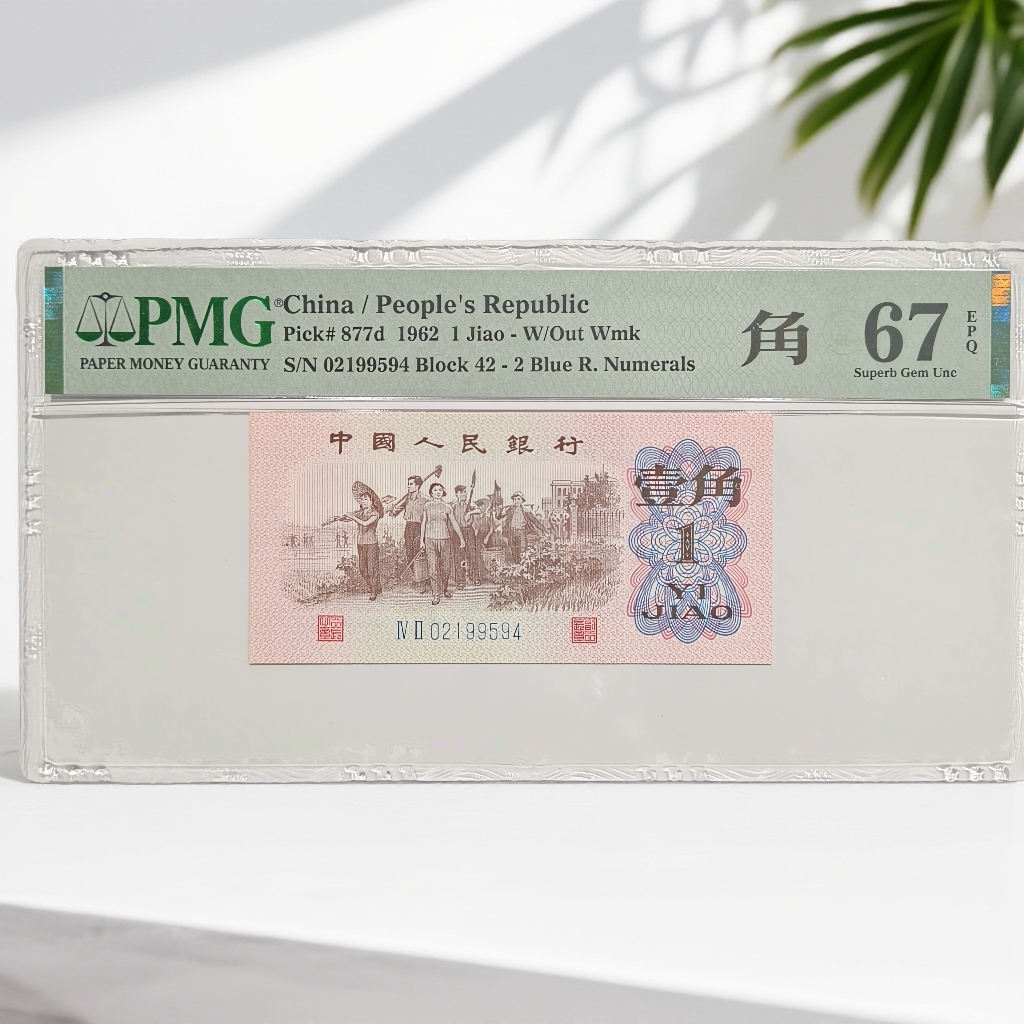 PMG®
PAPER MONEY GUARANTY
China / People's Republic
Pick# 877d 1962 1 Jiao - W/Out Wmk
S/N 02199594 Block 42 - 2 Blue R. Numerals
角
67
EPQ
Superb Gem Unc
中國人民銀行
壹角
1
YI
JIAO
ⅣⅡ 02199594